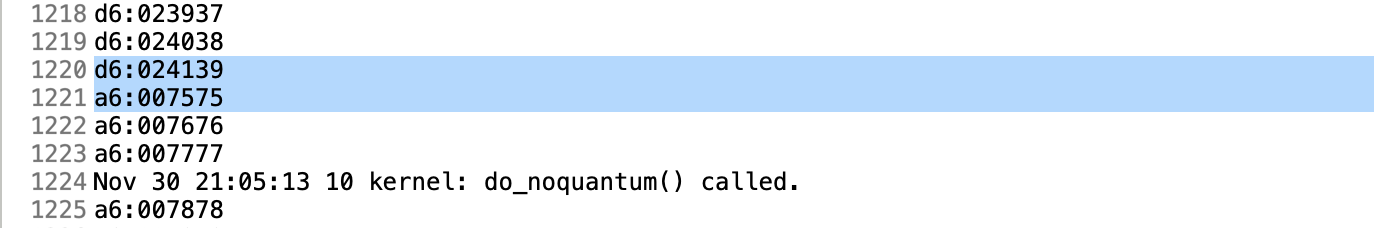 1218 d6:023937
1219 d6:024038
1220 d6:024139
1221 a6:007575
1222 a6:007676
1223 a6:007777
1224 Nov 30 21:05:13 10 kernel: do_noquantum() called.
1225 a6:007878